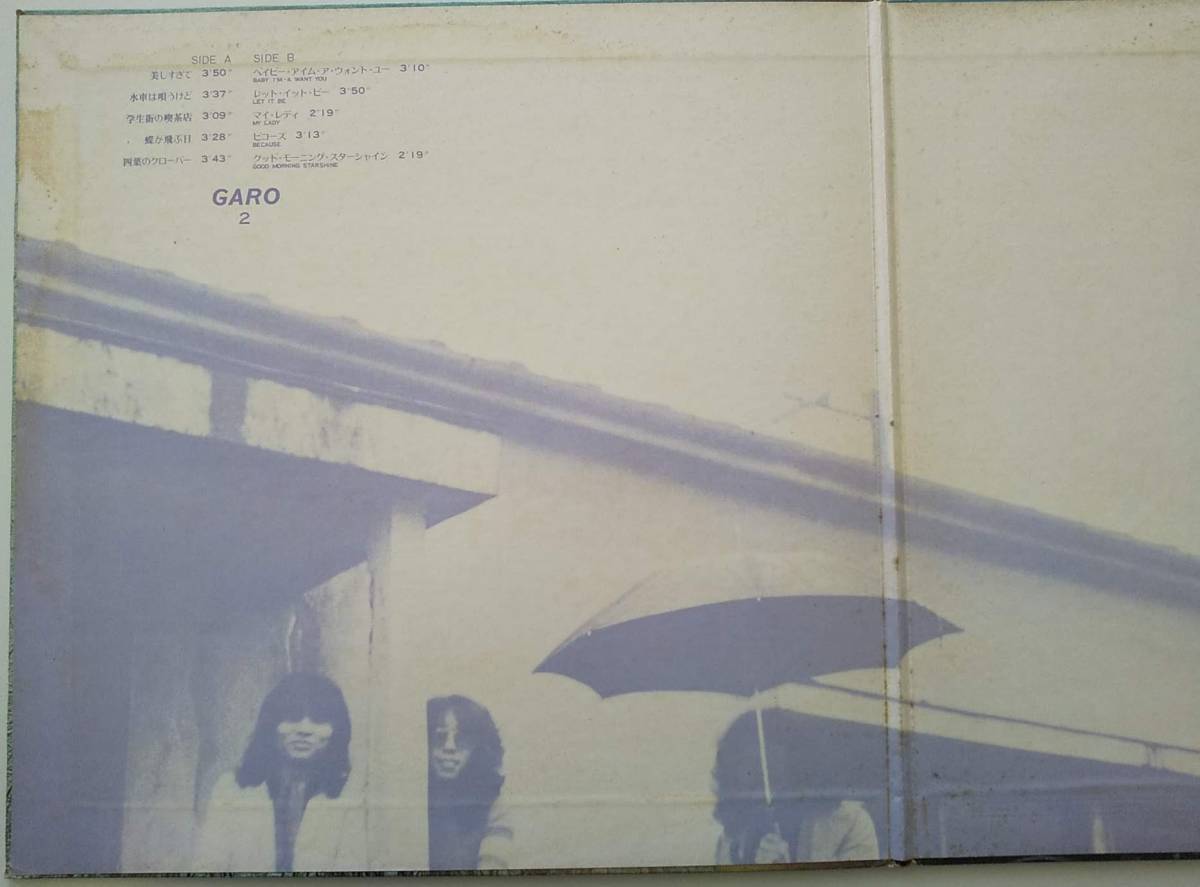 SIDE A
美しすぎて 3'50"
水車は唄うけど 3'37"
学生街の喫茶店 3'09"
蝶が飛ぶ日 3'28"
四葉のクローバー 3'43"
SIDE B
ベイビー・アイム・ア・ウォント・ユー 3'10"
BABY I'M-A WANT YOU
レット・イット・ビー 3'50"
LET IT BE
マイ・レディ 2'19"
MY LADY
ビコーズ 3'13"
BECAUSE
グッド・モーニング・スターシャイン 2'19"
GOOD MORNING STARSHINE
GARO
2